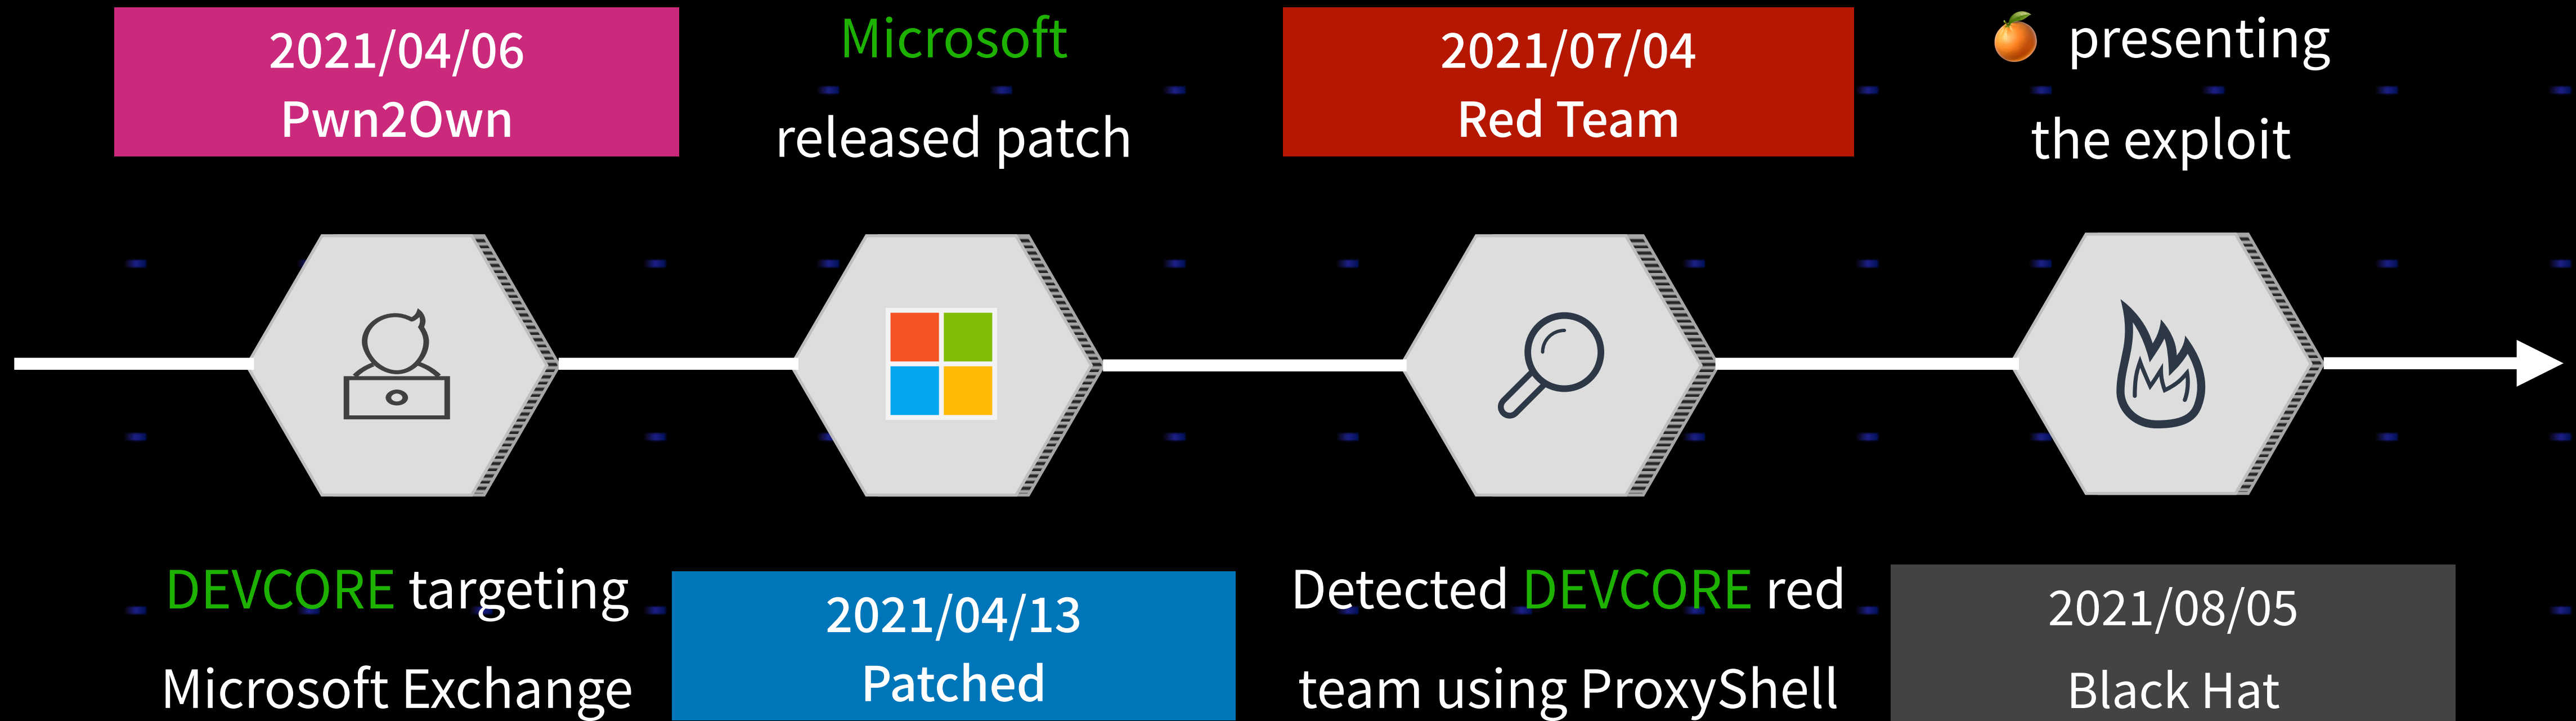 2021/04/06
Pwn2Own
DEVCORE targeting
Microsoft Exchange
Microsoft
released patch
2021/04/13
Patched
2021/07/04
Red Team
Detected DEVCORE red
team using ProxyShell
🍊 presenting
the exploit
2021/08/05
Black Hat